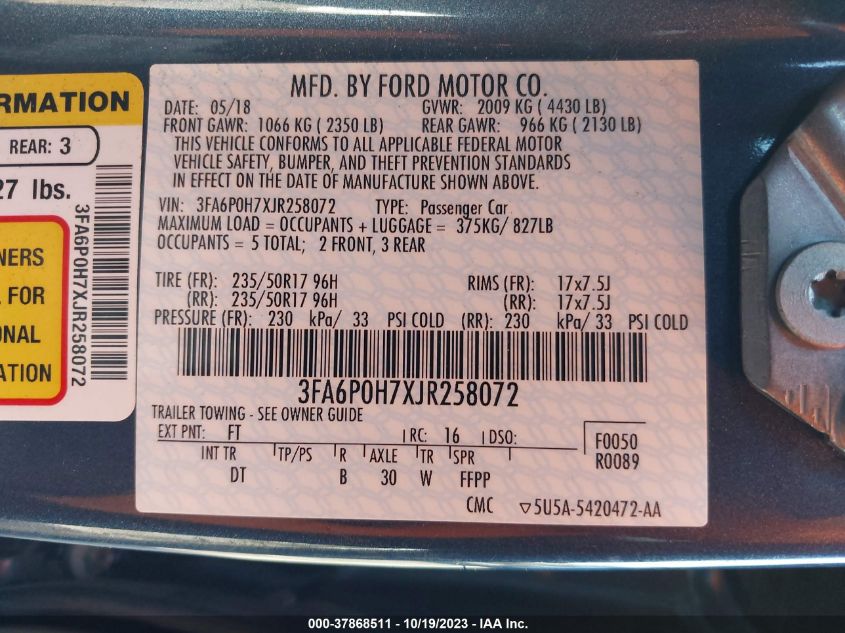 ORMATION
REAR: 3
27 lbs.
NERS
L FOR
ONAL
ATION
3FA6P0H7XJR258072
MFD. BY FORD MOTOR CO.
DATE: 05/18 GVWR: 2009 KG ( 4430 LB)
FRONT GAWR: 1066 KG ( 2350 LB) REAR GAWR: 966 KG ( 2130 LB)
THIS VEHICLE CONFORMS TO ALL APPLICABLE FEDERAL MOTOR
VEHICLE SAFETY, BUMPER, AND THEFT PREVENTION STANDARDS
IN EFFECT ON THE DATE OF MANUFACTURE SHOWN ABOVE.
VIN: 3FA6P0H7XJR258072 TYPE: Passenger Car
MAXIMUM LOAD = OCCUPANTS + LUGGAGE = 375KG/ 827LB
OCCUPANTS = 5 TOTAL; 2 FRONT, 3 REAR
TIRE (FR): 235/50R17 96H RIMS (FR): 17x7.5J
(RR): 235/50R17 96H (RR): 17x7.5J
PRESSURE (FR): 230 kPa/ 33 PSI COLD (RR): 230 kPa/ 33 PSI COLD
3FA6P0H7XJR258072
TRAILER TOWING - SEE OWNER GUIDE
EXT PNT: FT RC: 16 DSO: F0050
INT TR TP/PS R AXLE TR SPR R0089
DT B 30 W FFPP
CMC ▽5U5A-5420472-AA
000-37868511 - 10/19/2023 - IAA Inc.